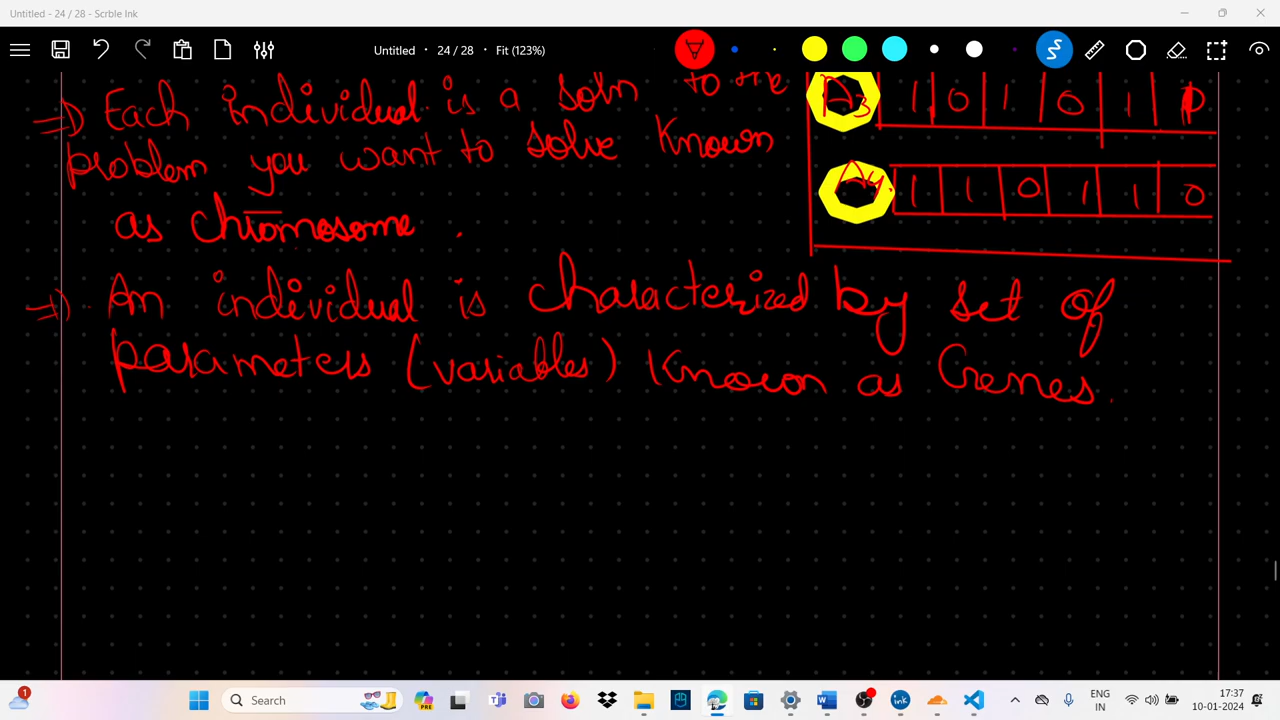 Untitled - 24 / 28 - Scrble Ink
Untitled • 24 / 28 • Fit (123%)
=) Each individual is a soln to the
problem you want to solve known
as chromosome.
A3 1 0 1 0 1 0
A4 1 1 0 1 1 0
=) An individual is characterized by set of
parameters (variables) known as Genes.
1
Search
PRE
ink
ENG
IN
17:37
10-01-2024